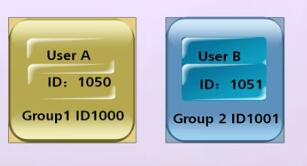 User A
ID： 1050
Group1 ID1000
User B
ID： 1051
Group 2 ID1001